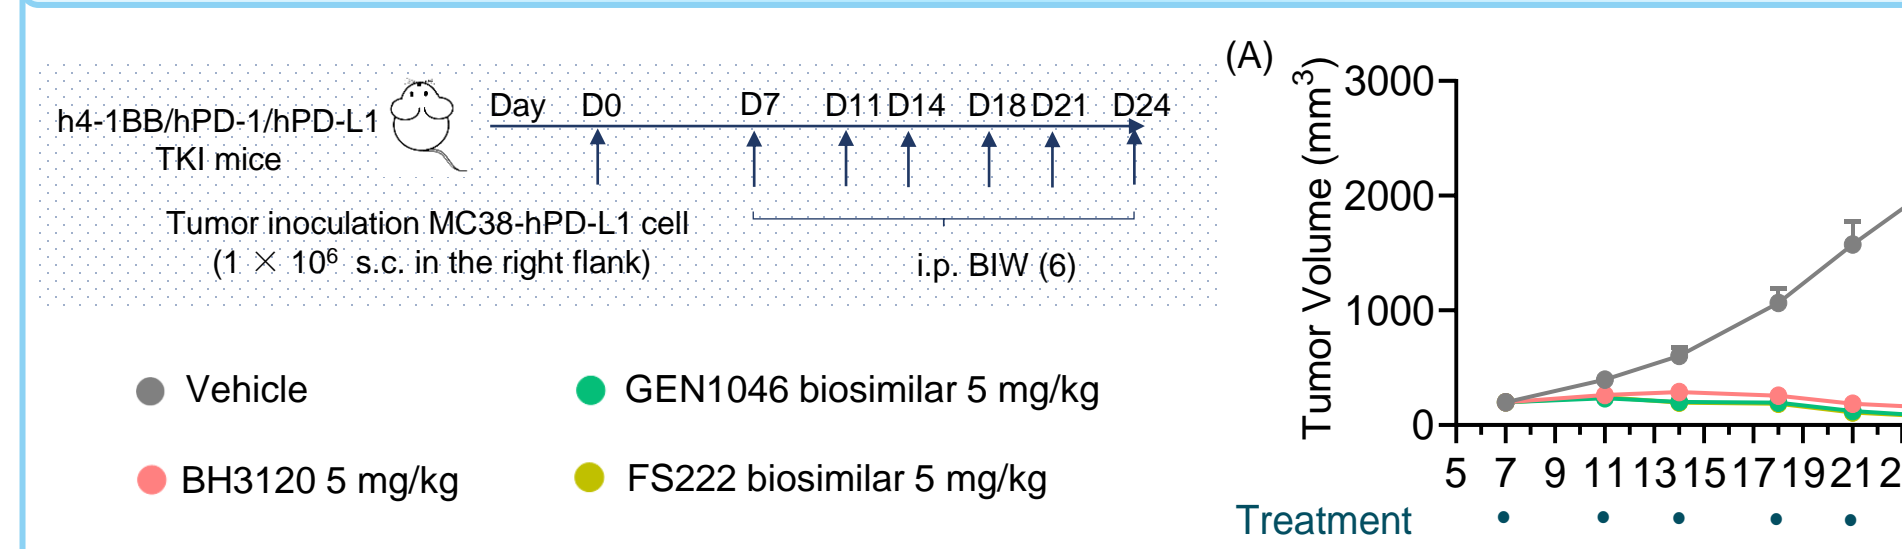 h4-1BB/hPD-1/hPD-L1
TKI mice
Day D0 D7 D11 D14 D18 D21 D24
Tumor inoculation MC38-hPD-L1 cell
(1 × 10⁶ s.c. in the right flank)
i.p. BIW (6)
Vehicle
GEN1046 biosimilar 5 mg/kg
BH3120 5 mg/kg
FS222 biosimilar 5 mg/kg
(A)
Tumor Volume (mm³)
3000
2000
1000
0
5 7 9 11 13 15 17 19 21 2
Treatment